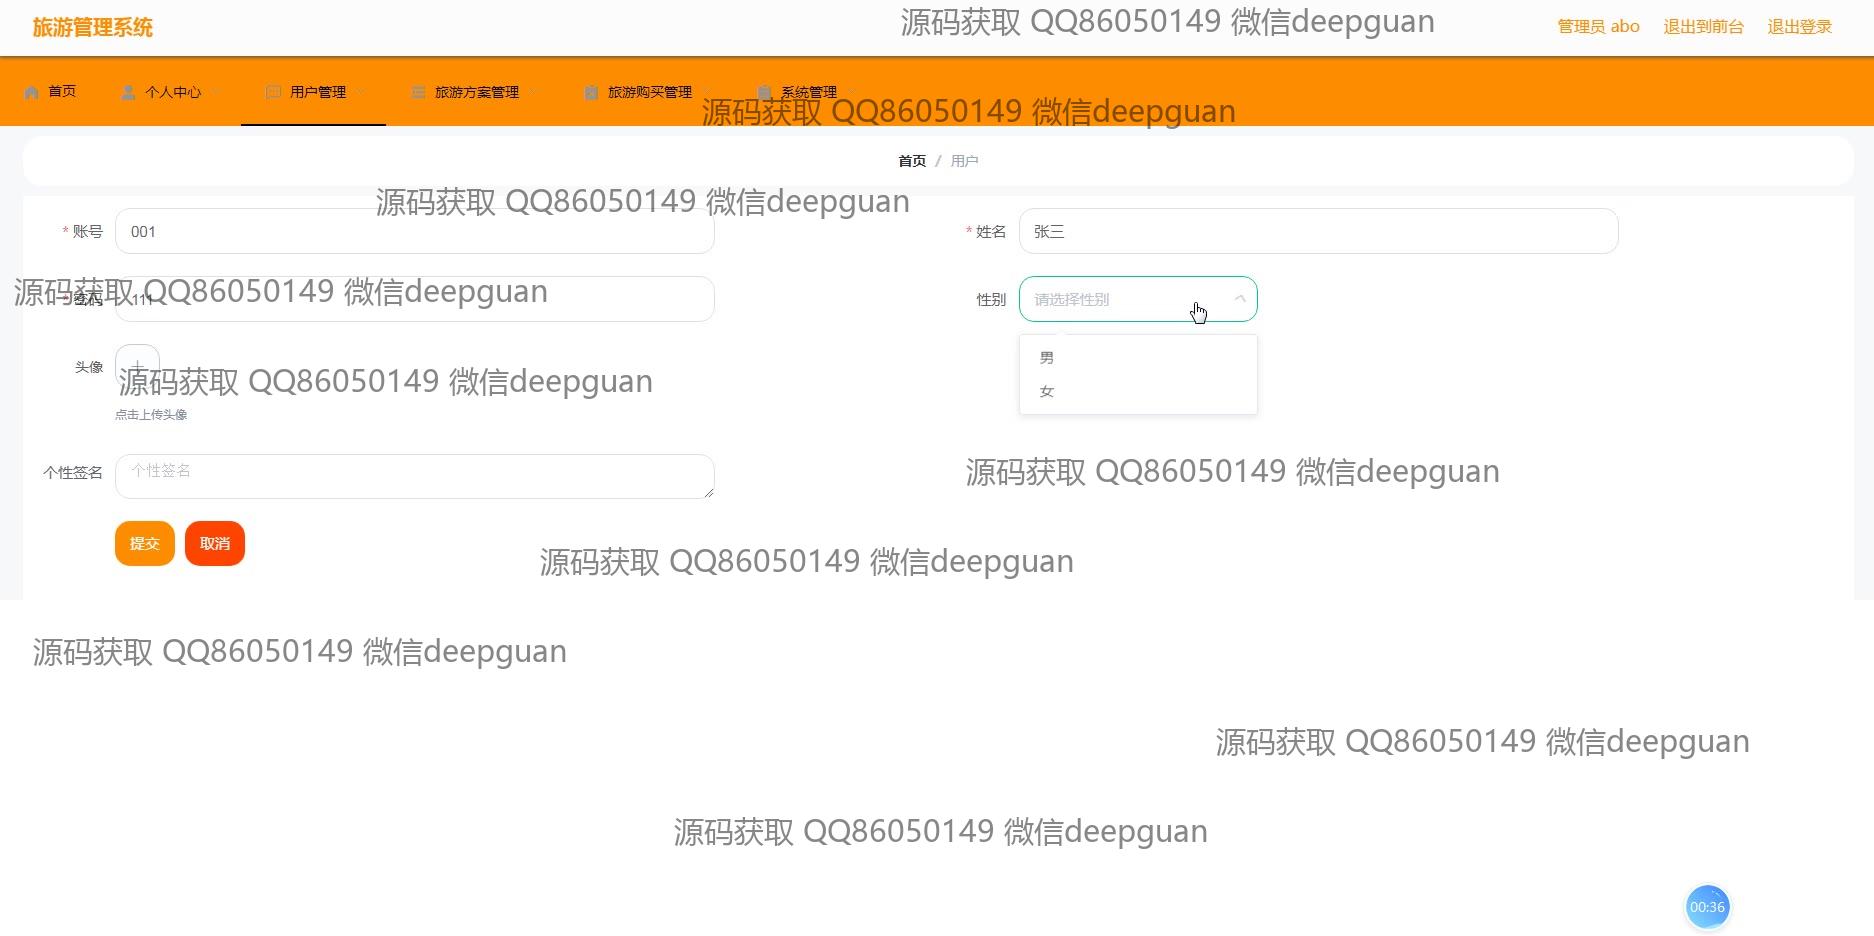 旅游管理系统
源码获取 QQ86050149 微信deepguan
管理员 abo 退出到前台 退出登录
首页 个人中心 用户管理 旅游方案管理 旅游购买管理 系统管理
源码获取 QQ86050149 微信deepguan
首页 / 用户
源码获取 QQ86050149 微信deepguan
* 账号 001
* 姓名 张三
源码获取 QQ86050149 微信deepguan
* 密码 111
性别 请选择性别
男
女
头像
源码获取 QQ86050149 微信deepguan
点击上传头像
个性签名 个性签名
源码获取 QQ86050149 微信deepguan
提交 取消
源码获取 QQ86050149 微信deepguan
源码获取 QQ86050149 微信deepguan
源码获取 QQ86050149 微信deepguan
源码获取 QQ86050149 微信deepguan
00:36